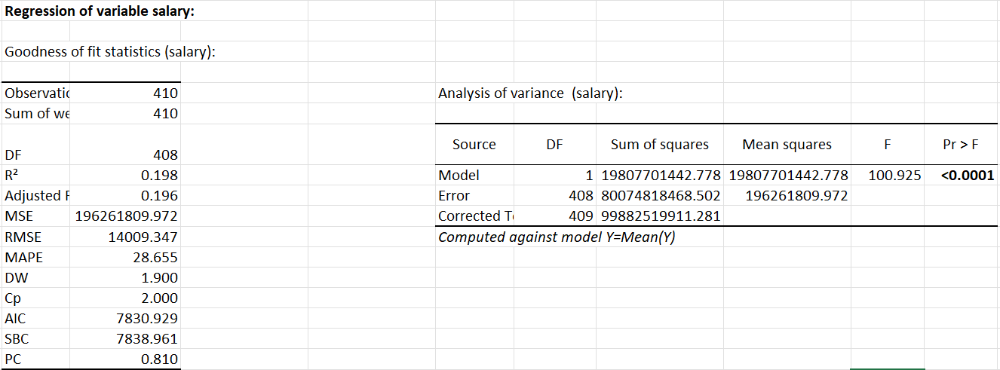 Regression of variable salary:
Goodness of fit statistics (salary):
Observatic 410
Sum of we 410
DF 408
R² 0.198
Adjusted F 0.196
MSE 196261809.972
RMSE 14009.347
MAPE 28.655
DW 1.900
Cp 2.000
AIC 7830.929
SBC 7838.961
PC 0.810
Analysis of variance (salary):
Source DF Sum of squares Mean squares F Pr > F
Model 1 19807701442.778 19807701442.778 100.925 <0.0001
Error 408 80074818468.502 196261809.972
Corrected T 409 99882519911.281
Computed against model Y=Mean(Y)